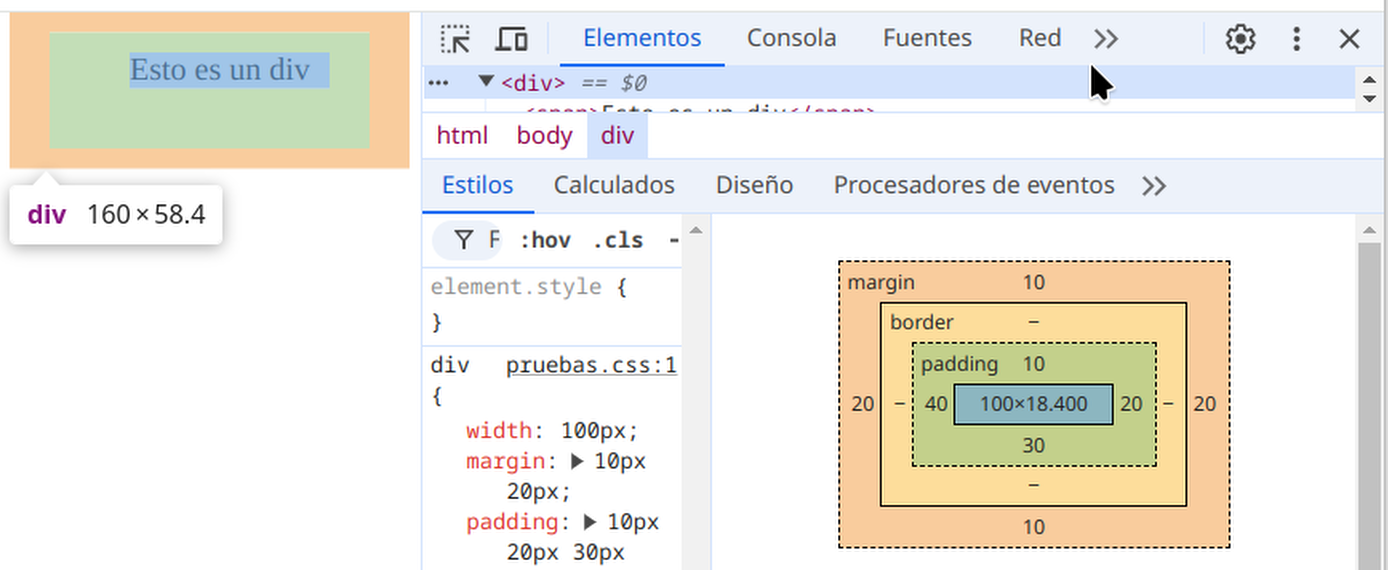 Esto es un div
div 160 × 58.4
Elementos Consola Fuentes Red
<div> == $0
<span>Esto es un div</span>
html body div
Estilos Calculados Diseño Procesadores de eventos
F :hov .cls
element.style {
}
div pruebas.css:1
{
width: 100px;
margin: 10px
20px;
padding: 10px
20px 30px
margin 10
border –
padding 10
20 – 40 100×18.400 20 – 20
30
–
10